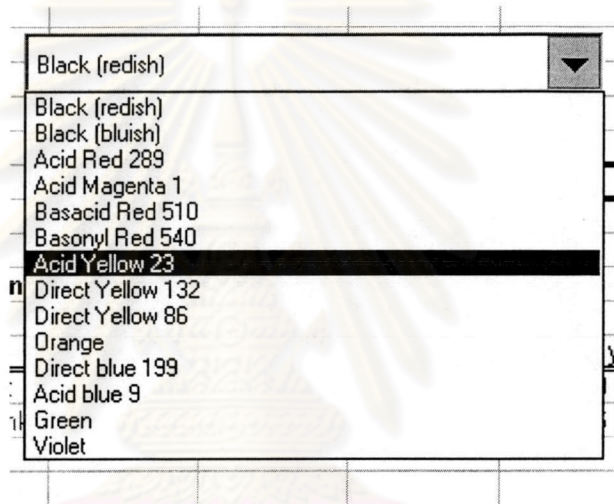 Black (redish)
Black (redish)
Black (bluish)
Acid Red 289
Acid Magenta 1
Basacid Red 510
Basonyl Red 540
Acid Yellow 23
Direct Yellow 132
Direct Yellow 86
Orange
Direct blue 199
Acid blue 9
Green
Violet